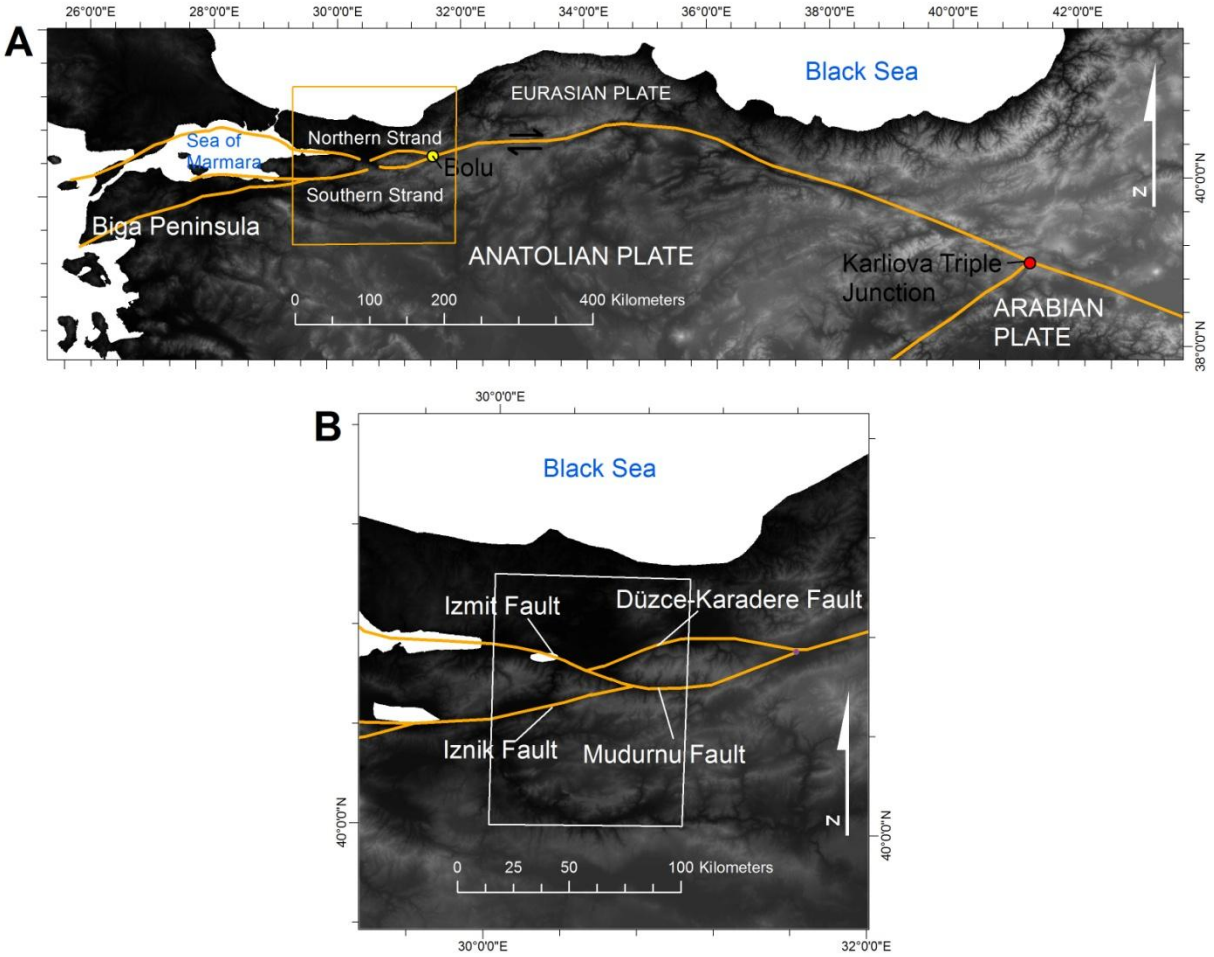 A
26°0'0"E 28°0'0"E 30°0'0"E 32°0'0"E 34°0'0"E 36°0'0"E 38°0'0"E 40°0'0"E 42°0'0"E
Black Sea
EURASIAN PLATE
Northern Strand
Sea of
Marmara
Bolu
Southern Strand
Biga Peninsula
ANATOLIAN PLATE
Karliova Triple
Junction
ARABIAN
PLATE
0 100 200 400 Kilometers
N
40°0'0"N
38°0'0"N
B
30°0'0"E
Black Sea
Izmit Fault
Düzce-Karadere Fault
Iznik Fault
Mudurnu Fault
N
40°0'0"N
40°0'0"N
0 25 50 100 Kilometers
30°0'0"E 32°0'0"E